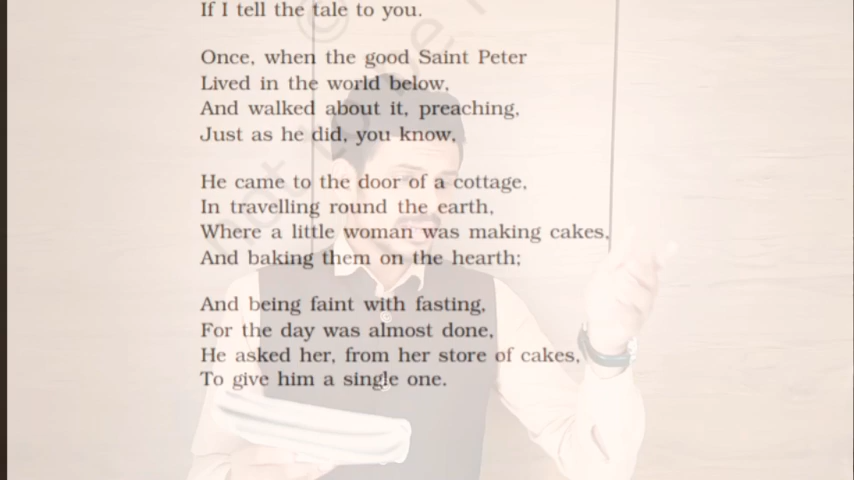 If I tell the tale to you.
Once, when the good Saint Peter
Lived in the world below,
And walked about it, preaching,
Just as he did, you know,
He came to the door of a cottage,
In travelling round the earth,
Where a little woman was making cakes,
And baking them on the hearth;
And being faint with fasting,
For the day was almost done,
He asked her, from her store of cakes,
To give him a single one.